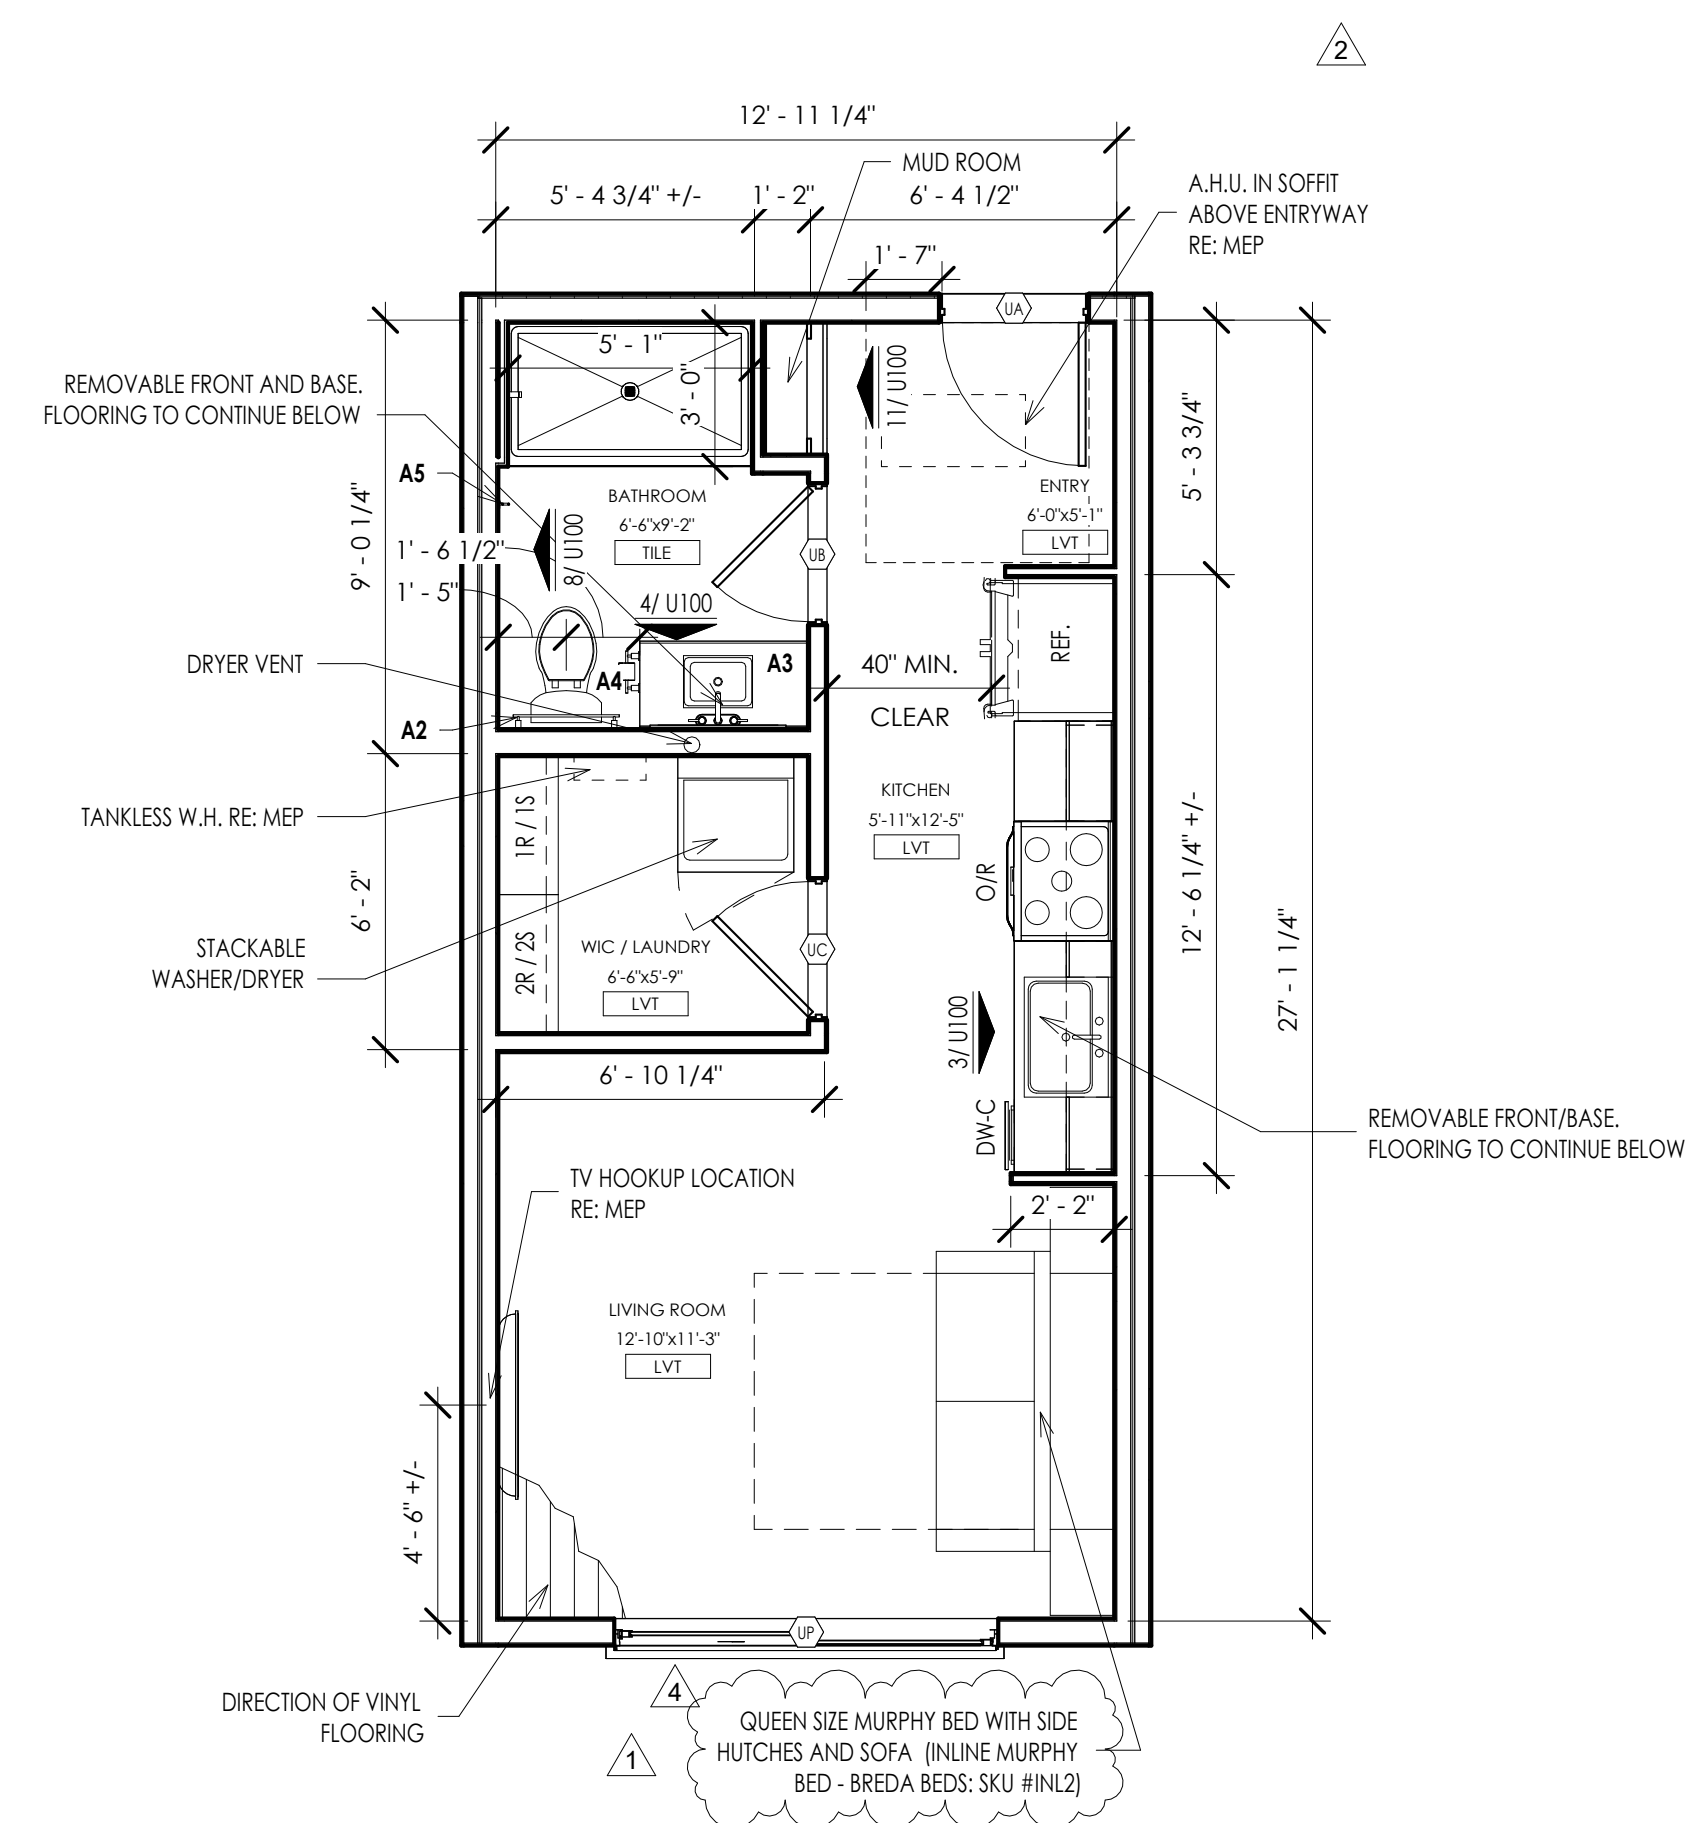 2
12' - 11 1/4"
MUD ROOM
5' - 4 3/4" +/-
1' - 2"
6' - 4 1/2"
A.H.U. IN SOFFIT
ABOVE ENTRYWAY
RE: MEP
1' - 7"
UA
5' - 1"
3' - 0"
11/ U100
REMOVABLE FRONT AND BASE.
FLOORING TO CONTINUE BELOW
5' - 3 3/4"
A5
BATHROOM
6'-6"x9'-2"
TILE
ENTRY
6'-0"x5'-1"
LVT
9' - 0 1/4"
1' - 6 1/2"
8/ U100
UB
1' - 5"
4/ U100
REF.
DRYER VENT
A4
A3
40" MIN.
CLEAR
A2
TANKLESS W.H. RE: MEP
1R / 1S
KITCHEN
5'-11"x12'-5"
LVT
O/R
12' - 6 1/4" +/-
6' - 2"
27' - 1 1/4"
STACKABLE
WASHER/DRYER
2R / 2S
WIC / LAUNDRY
6'-6"x5'-9"
LVT
UC
3/ U100
6' - 10 1/4"
DW-C
REMOVABLE FRONT/BASE.
FLOORING TO CONTINUE BELOW
TV HOOKUP LOCATION
RE: MEP
2' - 2"
LIVING ROOM
12'-10"x11'-3"
LVT
4' - 6" +/-
UP
DIRECTION OF VINYL
FLOORING
4
1
QUEEN SIZE MURPHY BED WITH SIDE
HUTCHES AND SOFA (INLINE MURPHY
BED - BREDA BEDS: SKU #INL2)